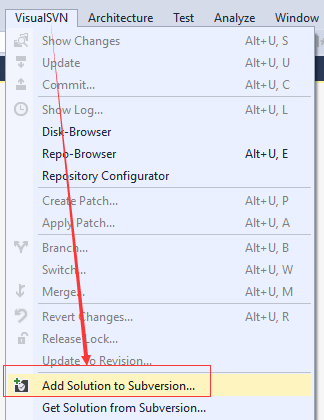 VisualSVN Architecture Test Analyze Window
Show Changes Alt+U, S
Update Alt+U, U
Commit... Alt+U, C
Show Log... Alt+U, L
Disk-Browser
Repo-Browser Alt+U, E
Repository Configurator
Create Patch... Alt+U, P
Apply Patch... Alt+U, A
Branch... Alt+U, B
Switch... Alt+U, W
Merge... Alt+U, M
Revert Changes... Alt+U, R
Release Lock...
Update To Revision...
Add Solution to Subversion...
Get Solution from Subversion...